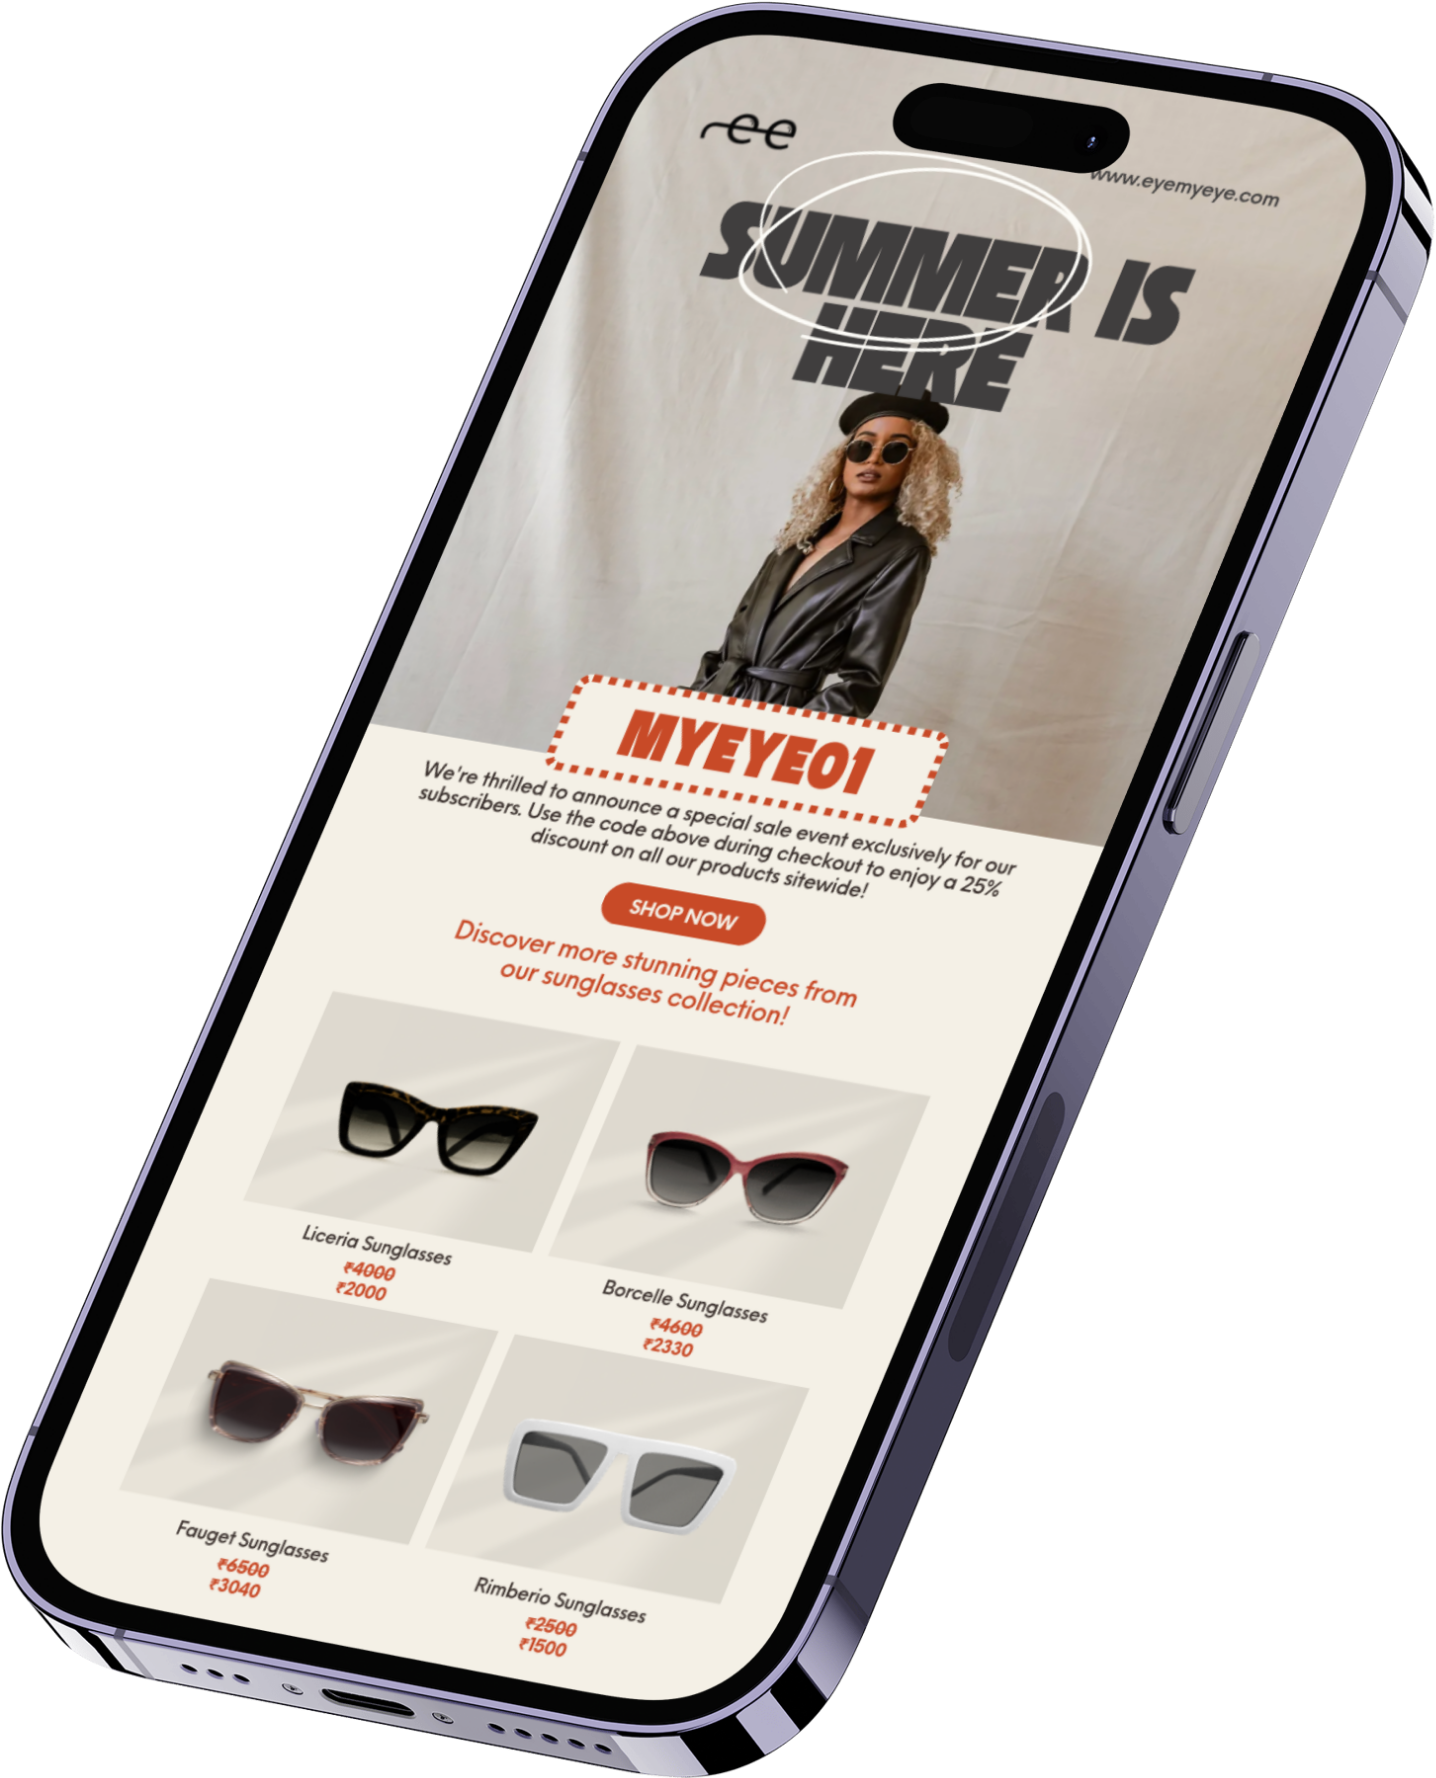 ee
www.eyemyeye.com
SUMMER IS
HERE
MYEYE01
We're thrilled to announce a special sale event exclusively for our
subscribers. Use the code above during checkout to enjoy a 25%
discount on all our products sitewide!
SHOP NOW
Discover more stunning pieces from
our sunglasses collection!
Liceria Sunglasses
₹4000
₹2000
Borcelle Sunglasses
₹4600
₹2330
Fauget Sunglasses
₹6500
₹3040
Rimberio Sunglasses
₹2500
₹1500